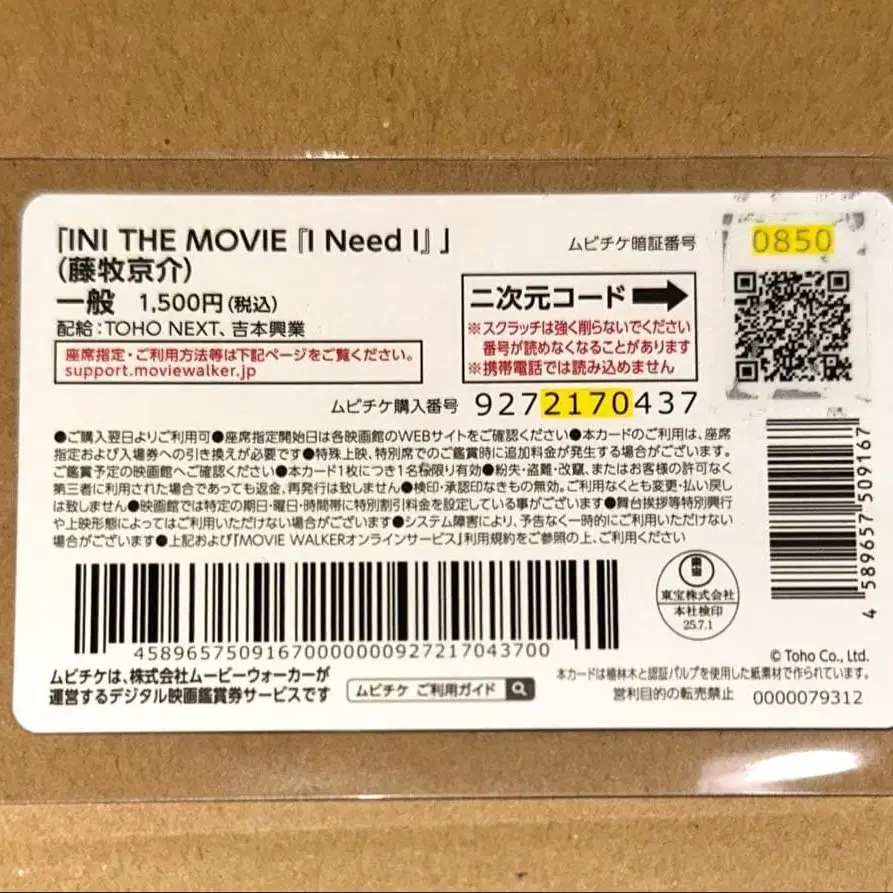 「INI THE MOVIE『I Need I』」
(藤牧京介)
一般 1,500円(税込)
配給:TOHO NEXT、吉本興業
座席指定・ご利用方法等は下記ページをご覧ください。
support.moviewalker.jp
ムビチケ暗証番号 0850
二次元コード
※スクラッチは強く削らないでください
番号が読めなくなることがあります
※携帯電話では読み込めません
ムビチケ購入番号 9272170437
●ご購入翌日よりご利用可●座席指定開始日は各映画館のWEBサイトをご確認ください●本カードのご利用は、座席
指定および入場券への引き換えが必要です●特殊上映、特別席でのご鑑賞時に追加料金が発生する場合がございます。
ご鑑賞予定の映画館へご確認ください●本カード1枚につき1名様限り有効●紛失・盗難・改竄、またはお客様の許可なく
第三者に利用された場合であっても返金、再発行は致しません●検印・承認印なきもの無効。ご利用なくとも変更・払い戻し
は致しません●映画館では特定の期日・曜日・時間帯に特別割引料金を設定している事がございます●舞台挨拶等特別興行
や上映形態によってはご利用いただけない場合がございます●システム障害により、予告なく一時的にご利用いただけない
場合がございます●上記および「MOVIE WALKERオンラインサービス」利用規約をご参照の上、ご利用ください
4589657509167000000092721704370​0
4 589657 509167
東宝株式会社
本社検印
25.7.1
© Toho Co., Ltd.
ムビチケは、株式会社ムービーウォーカーが
運営するデジタル映画鑑賞券サービスです
ムビチケ ご利用ガイド
本カードは植林木と認証パルプを使用した紙素材で作られています。
営利目的の転売禁止 0000079312